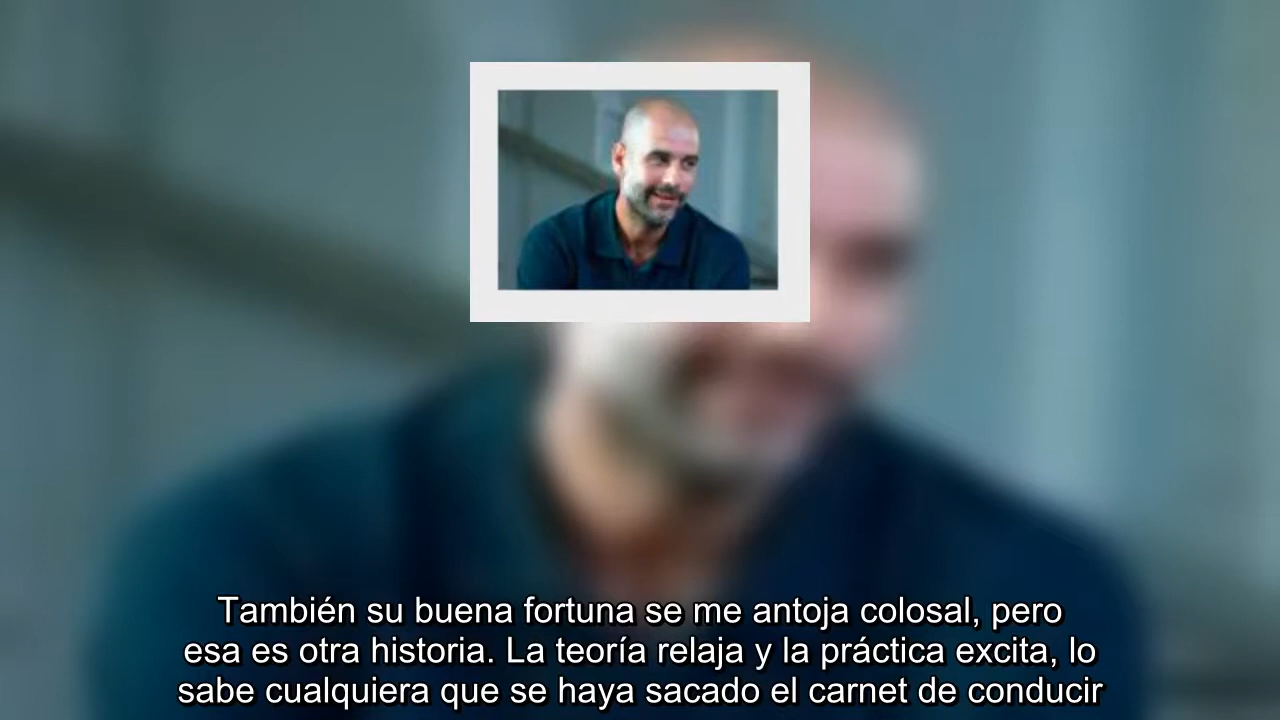 También su buena fortuna se me antoja colosal, pero
esa es otra historia. La teoría relaja y la práctica excita, lo
sabe cualquiera que se haya sacado el carnet de conducir